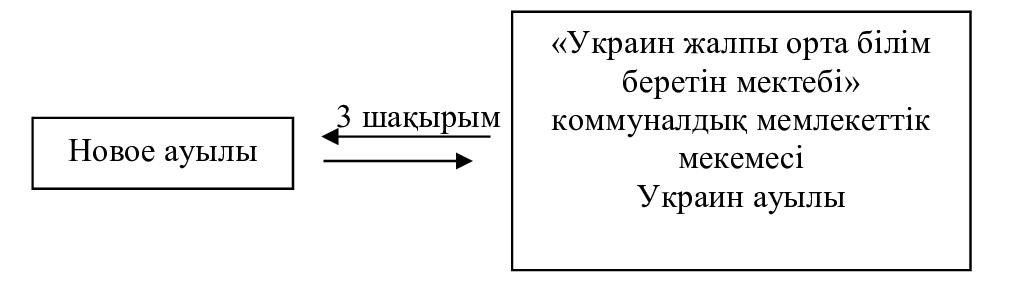 Новое ауылы
3 шақырым
«Украин жалпы орта білім
беретін мектебі»
коммуналдық мемлекеттік
мекемесі
Украин ауылы